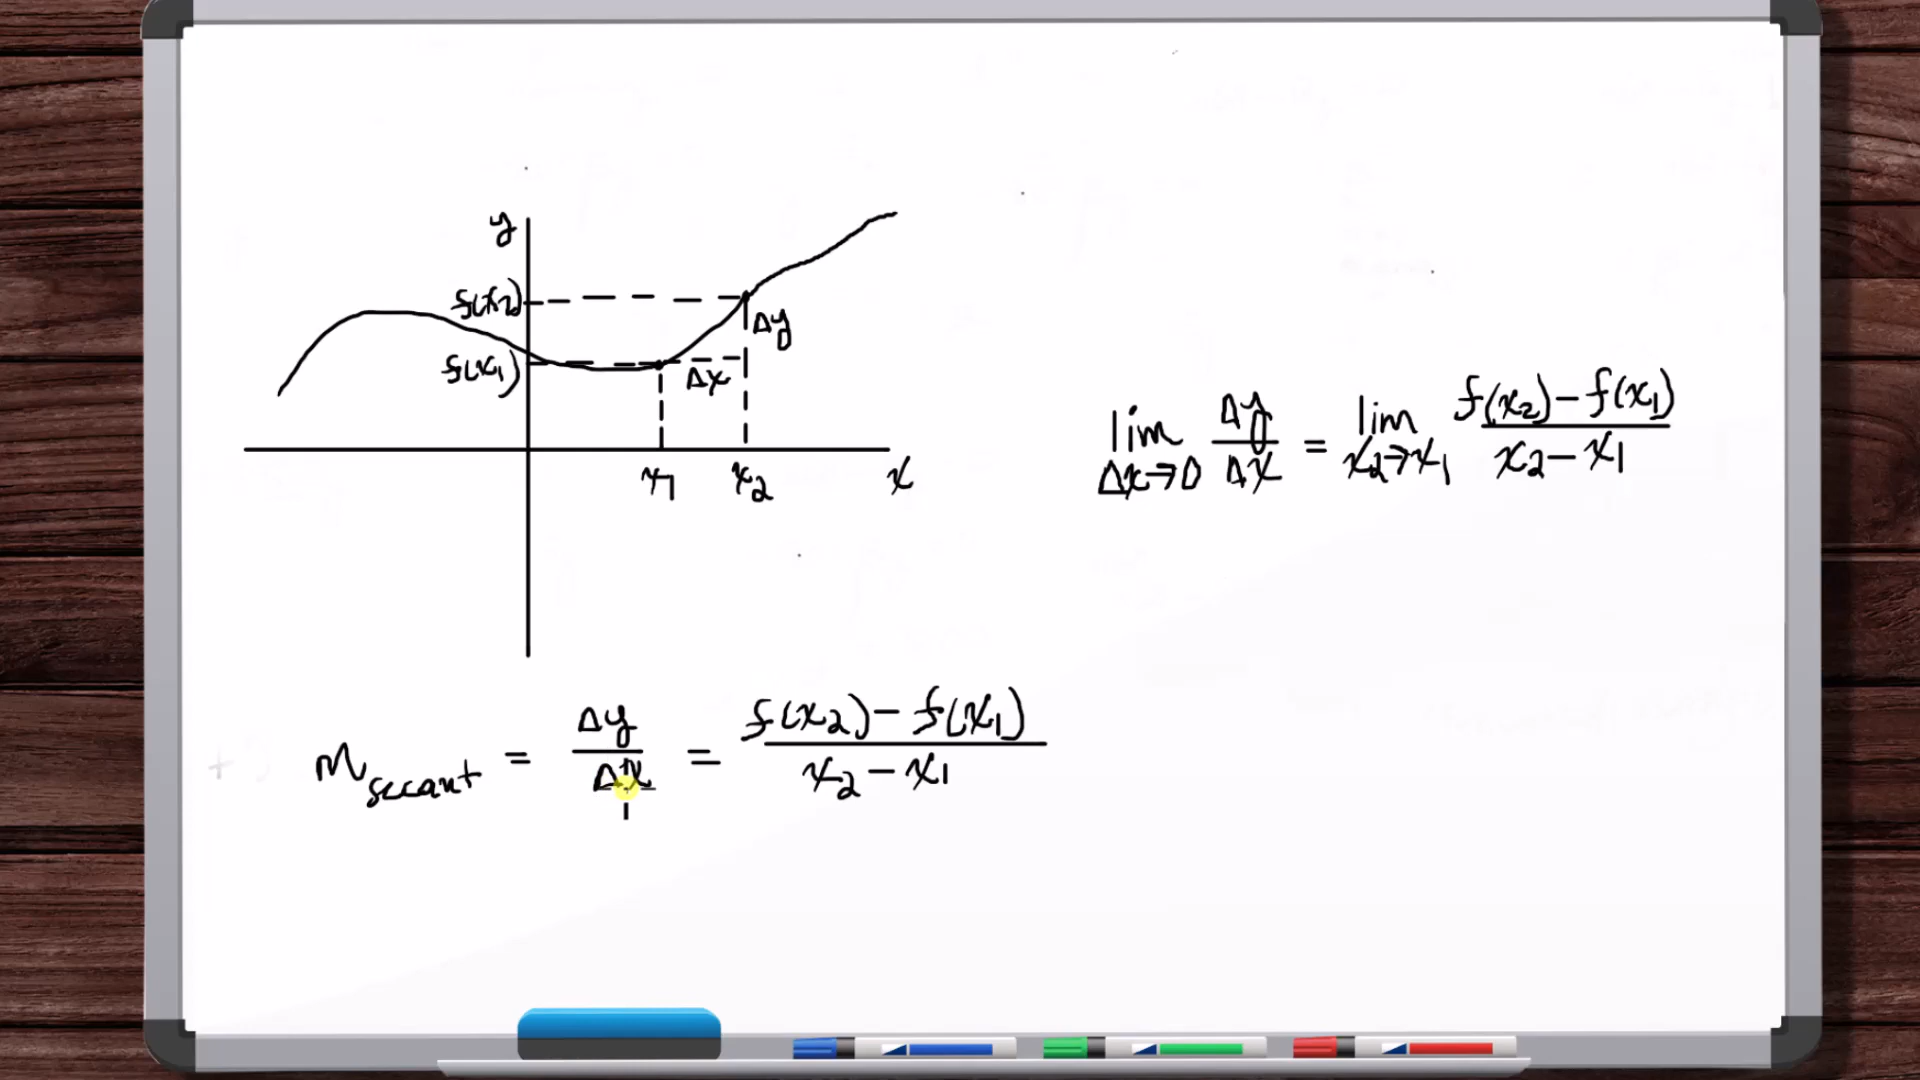 y
f(x₂)
Δy
f(x₁)
Δx
x₁ x₂ x
lim Δx→0 Δy/Δx = lim x₂→x₁ (f(x₂) − f(x₁))/(x₂ − x₁)
m secant = Δy/Δx = (f(x₂) − f(x₁))/(x₂ − x₁)